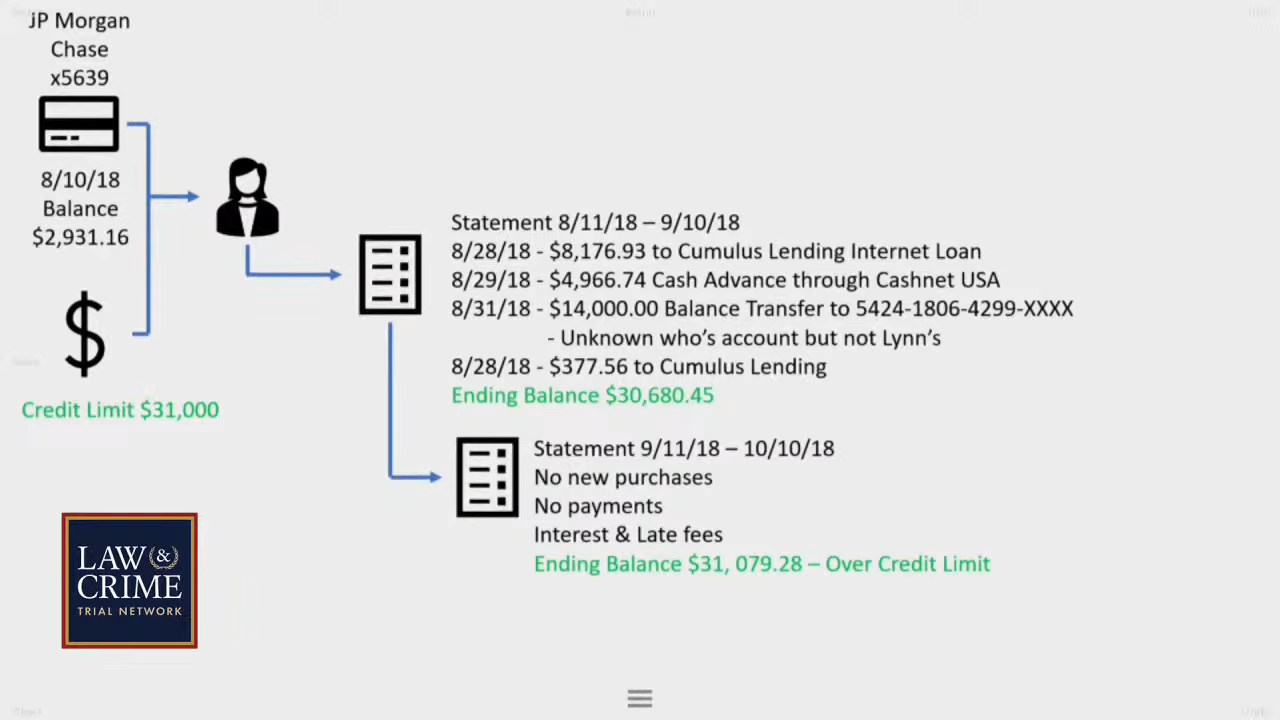 JP Morgan
Chase
x5639
8/10/18
Balance
$2,931.16
Credit Limit $31,000
Statement 8/11/18 – 9/10/18
8/28/18 - $8,176.93 to Cumulus Lending Internet Loan
8/29/18 - $4,966.74 Cash Advance through Cashnet USA
8/31/18 - $14,000.00 Balance Transfer to 5424-1806-4299-XXXX
- Unknown who’s account but not Lynn’s
8/28/18 - $377.56 to Cumulus Lending
Ending Balance $30,680.45
Statement 9/11/18 – 10/10/18
No new purchases
No payments
Interest & Late fees
Ending Balance $31, 079.28 – Over Credit Limit
LAW &
CRIME
TRIAL NETWORK